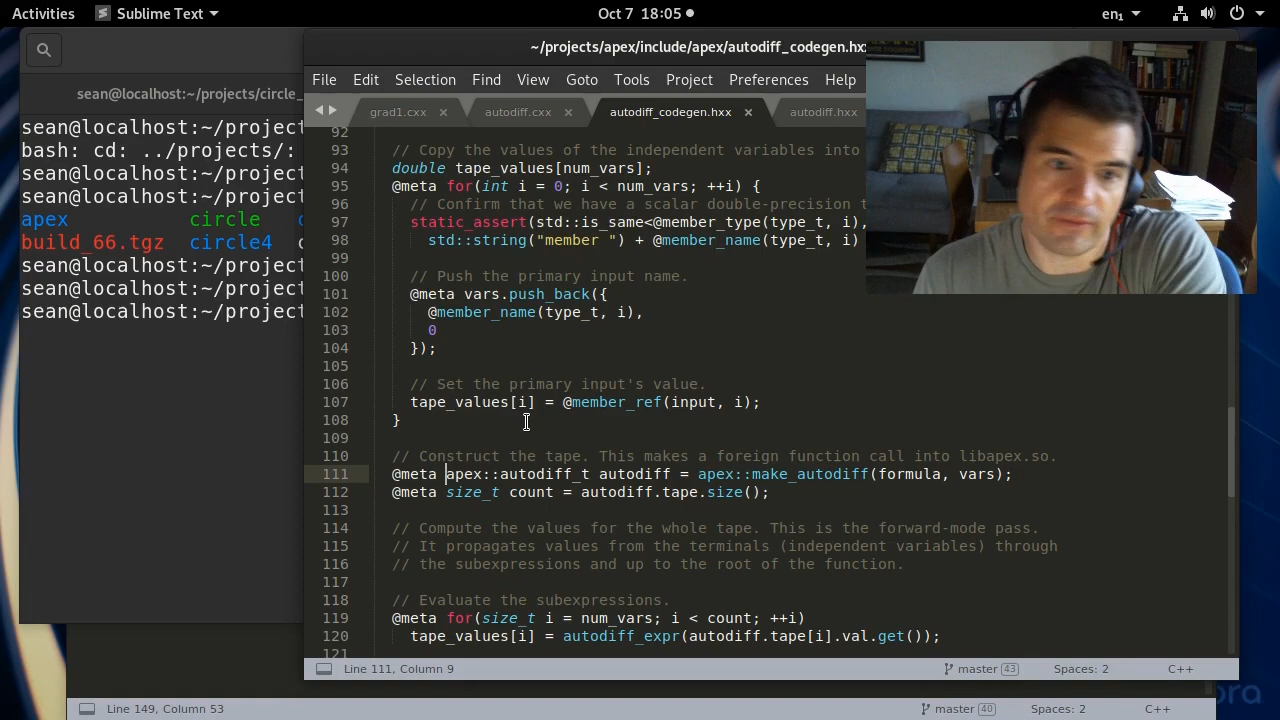 Activities Sublime Text Oct 7 18:05 en1
~/projects/apex/include/apex/autodiff_codegen.hx
sean@localhost:~/projects/circle_
File Edit Selection Find View Goto Tools Project Preferences Help
grad1.cxx autodiff.cxx autodiff_codegen.hxx autodiff.hxx
sean@localhost:~/project
bash: cd: ../projects/:
sean@localhost:~/project
sean@localhost:~/project
apex circle
build_66.tgz circle4
sean@localhost:~/project
sean@localhost:~/project
sean@localhost:~/project
92
93 // Copy the values of the independent variables into
94 double tape_values[num_vars];
95 @meta for(int i = 0; i < num_vars; ++i) {
96 // Confirm that we have a scalar double-precision t
97 static_assert(std::is_same<@member_type(type_t, i),
98 std::string("member ") + @member_name(type_t, i)
99
100 // Push the primary input name.
101 @meta vars.push_back({
102 @member_name(type_t, i),
103 0
104 });
105
106 // Set the primary input's value.
107 tape_values[i] = @member_ref(input, i);
108 }
109
110 // Construct the tape. This makes a foreign function call into libapex.so.
111 @meta apex::autodiff_t autodiff = apex::make_autodiff(formula, vars);
112 @meta size_t count = autodiff.tape.size();
113
114 // Compute the values for the whole tape. This is the forward-mode pass.
115 // It propagates values from the terminals (independent variables) through
116 // the subexpressions and up to the root of the function.
117
118 // Evaluate the subexpressions.
119 @meta for(size_t i = num_vars; i < count; ++i)
120 tape_values[i] = autodiff_expr(autodiff.tape[i].val.get());
121
Line 111, Column 9 master 43 Spaces: 2 C++
Line 149, Column 53 master 40 Spaces: 2 C++